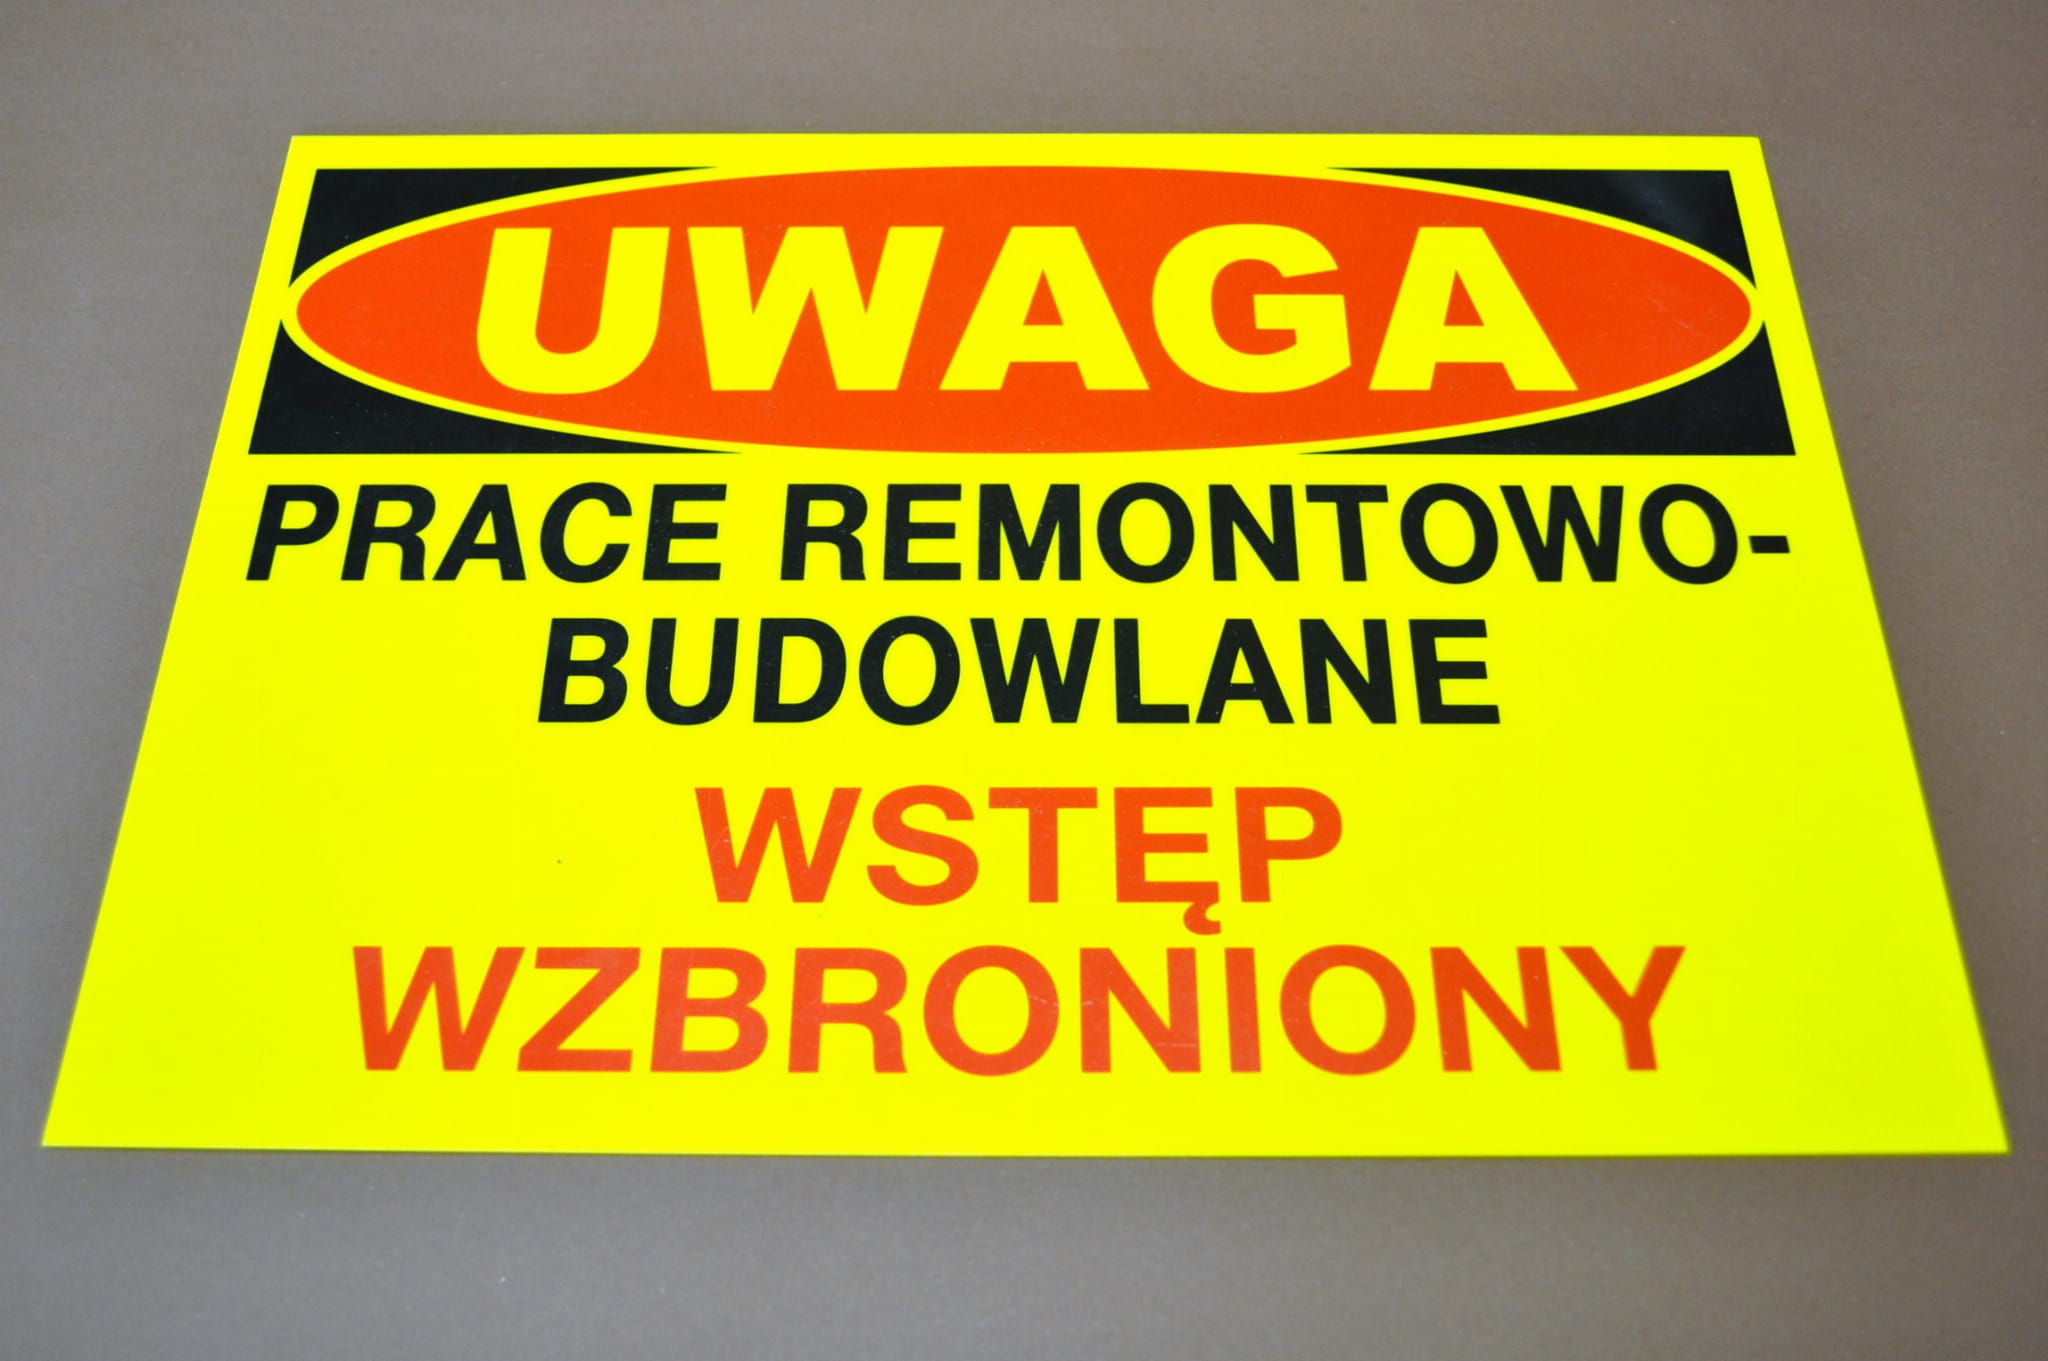 UWAGA
PRACE REMONTOWO-
BUDOWLANE
WSTĘP
WZBRONIONY